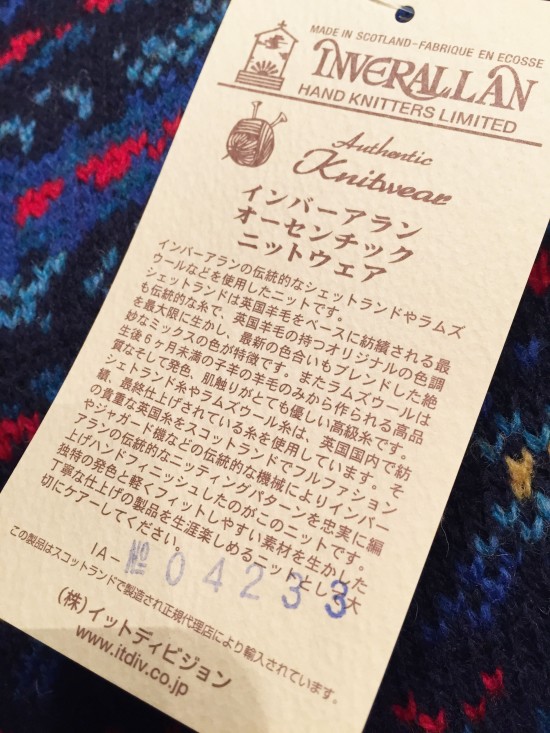 MADE IN SCOTLAND-FABRIQUE EN ECOSSE
INVERALLAN
HAND KNITTERS LIMITED
Authentic
Knitwear
インバーアラン
オーセンチック
ニットウエア
インバーアランの伝統的なシェットランドやラムズ
ウールなどを使用したニットです。
シェットランドは英国羊毛をベースに紡績される最
も伝統的な糸で、英国羊毛の持つオリジナルの色調
を最大限に生かし、最新の色合いもブレンドした絶
妙なミックスの色が特徴です。またラムズウールは
生後6ヶ月未満の子羊の羊毛のみから作られる高品
質なそして発色、肌触りがとても優しい高級糸です。
シェトランド糸やラムズウール糸は、英国国内で紡
績、最終仕上げされている糸を使用しています。そ
の貴重な英国糸をスコットランドでフルファション
やジャガード機などの伝統的な機械によりインバー
アランの伝統的なニッティングパターンを忠実に編
上げハンドフィニッシュしたのがこのニットです。
独特の発色と軽くフィットしやすい素材を生かした
丁寧な仕上げの製品を生涯楽しめるニットとして大
切にケアーしてください。
IA- № 04233
この製品はスコットランドで製造され正規代理店により輸入されています。
(株)イットディビジョン
www.itdiv.co.jp